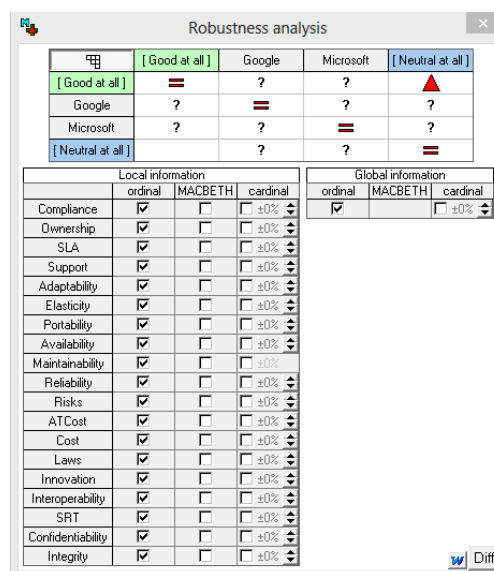 Robustness analysis
[ Good at all ] Google Microsoft [ Neutral at all ]
[ Good at all ] = ? ?
Google ? = ? ?
Microsoft ? ? = ?
[ Neutral at all ] ? ? =
Local information Global information
ordinal MACBETH cardinal ordinal MACBETH cardinal
Compliance ±0% ±0%
Ownership ±0%
SLA ±0%
Support ±0%
Adaptability ±0%
Elasticity ±0%
Portability ±0%
Availability ±0%
Maintainability ±0%
Reliability ±0%
Risks ±0%
ATCost ±0%
Cost ±0%
Laws ±0%
Innovation ±0%
Interoperability ±0%
SRT ±0%
Confidentiability ±0%
Integrity ±0%
Diff